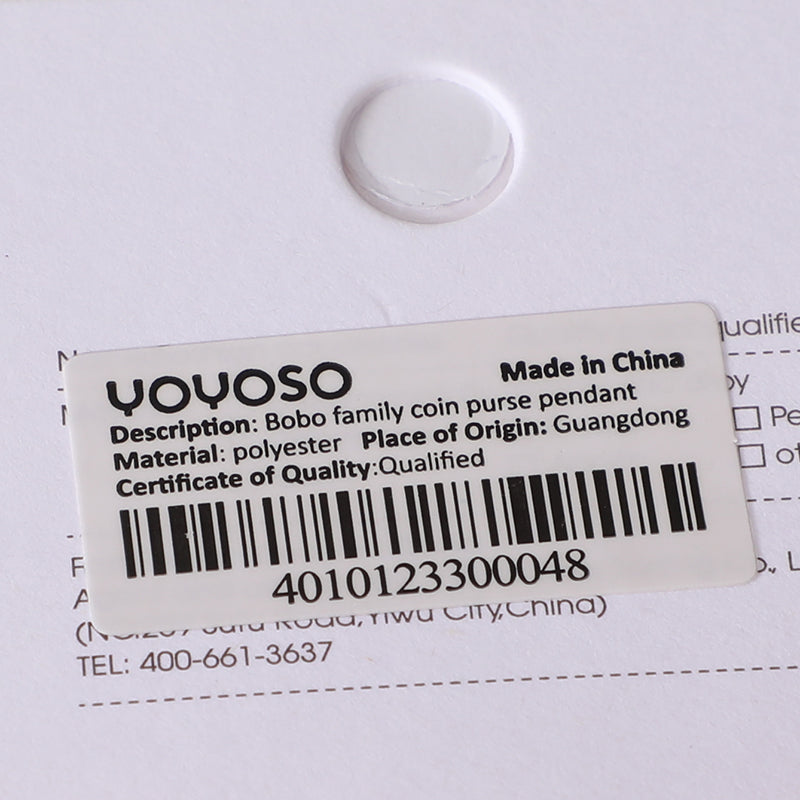 YOYOSO Made in China
Description: Bobo family coin purse pendant
Material: polyester Place of Origin: Guangdong
Certificate of Quality:Qualified
4010123300048
City,China)
TEL: 400-661-3637